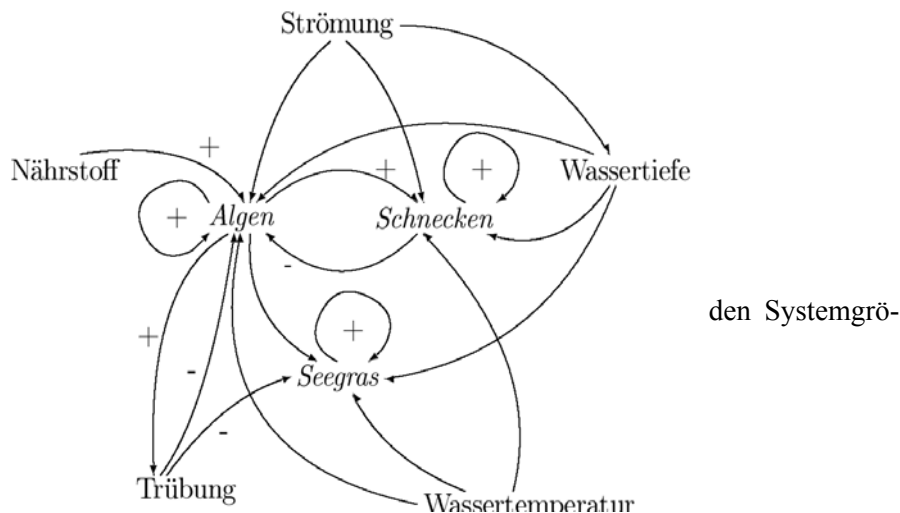 Strömung
+
Nährstoff
+
+
Wassertiefe
+
Algen
Schnecken
-
den Systemgrö-
+
+
-
Seegras
-
Trübung
Wassertemperatur